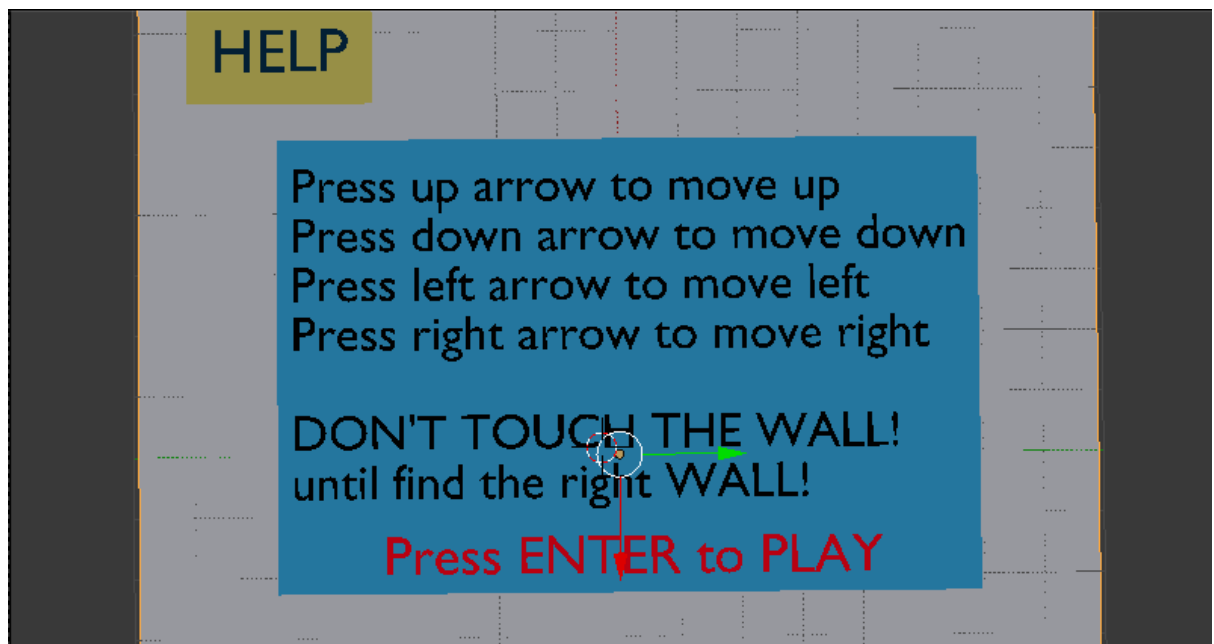 HELP
Press up arrow to move up
Press down arrow to move down
Press left arrow to move left
Press right arrow to move right
DON'T TOUCH THE WALL!
until find the right WALL!
Press ENTER to PLAY